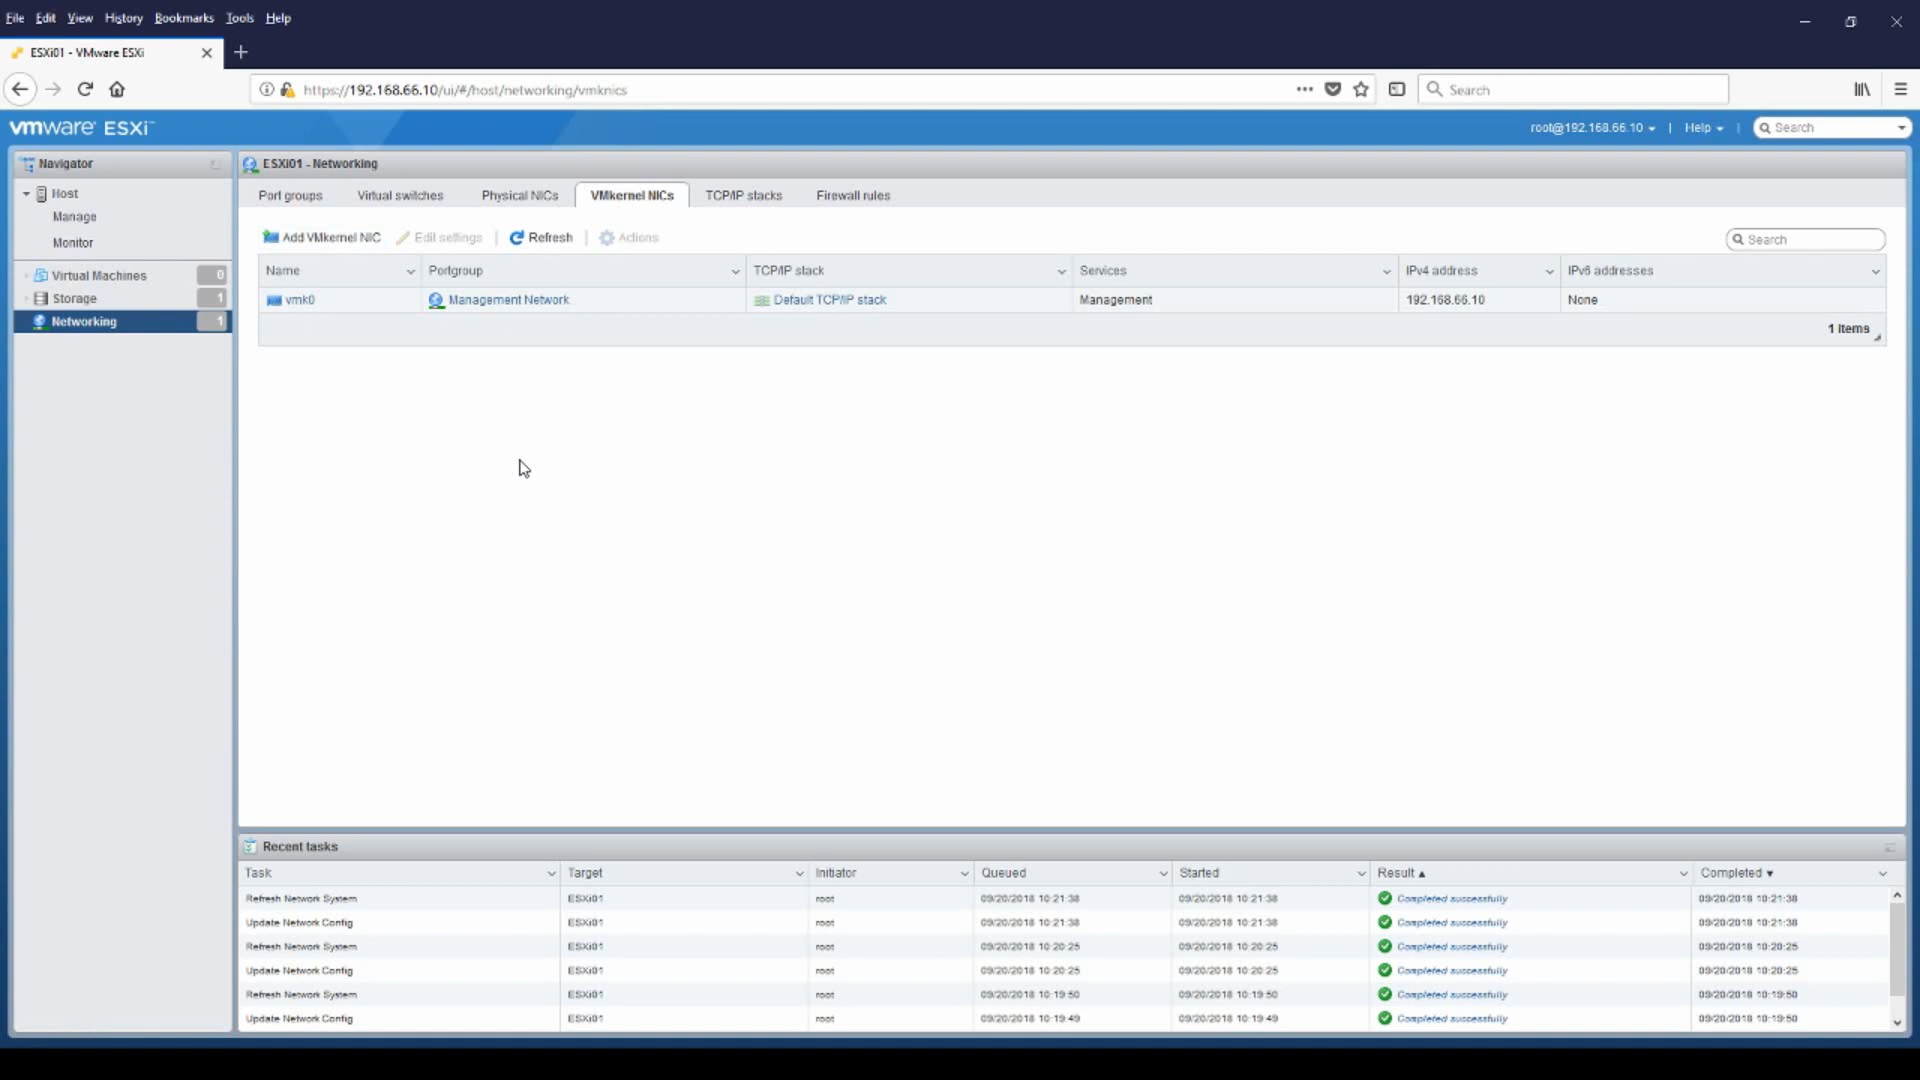 File Edit View History Bookmarks Tools Help
ESXi01 - VMware ESXi
https://192.168.66.10/ui/#/host/networking/vmknics
Search
vmware ESXi™
root@192.168.66.10 | Help | Search
Navigator
Host
Manage
Monitor
Virtual Machines 0
Storage 1
Networking 1
ESXi01 - Networking
Port groups Virtual switches Physical NICs VMkernel NICs TCP/IP stacks Firewall rules
Add VMkernel NIC Edit settings | Refresh | Actions
Search
Name Portgroup TCP/IP stack Services IPv4 address IPv6 addresses
vmk0 Management Network Default TCP/IP stack Management 192.168.66.10 None
1 items
Recent tasks
Task Target Initiator Queued Started Result ▲ Completed ▼
Refresh Network System ESXi01 root 09/20/2018 10:21:38 09/20/2018 10:21:38 Completed successfully 09/20/2018 10:21:38
Update Network Config ESXi01 root 09/20/2018 10:21:38 09/20/2018 10:21:38 Completed successfully 09/20/2018 10:21:38
Refresh Network System ESXi01 root 09/20/2018 10:20:25 09/20/2018 10:20:25 Completed successfully 09/20/2018 10:20:25
Update Network Config ESXi01 root 09/20/2018 10:20:25 09/20/2018 10:20:25 Completed successfully 09/20/2018 10:20:25
Refresh Network System ESXi01 root 09/20/2018 10:19:50 09/20/2018 10:19:50 Completed successfully 09/20/2018 10:19:50
Update Network Config ESXi01 root 09/20/2018 10:19:49 09/20/2018 10:19:49 Completed successfully 09/20/2018 10:19:50